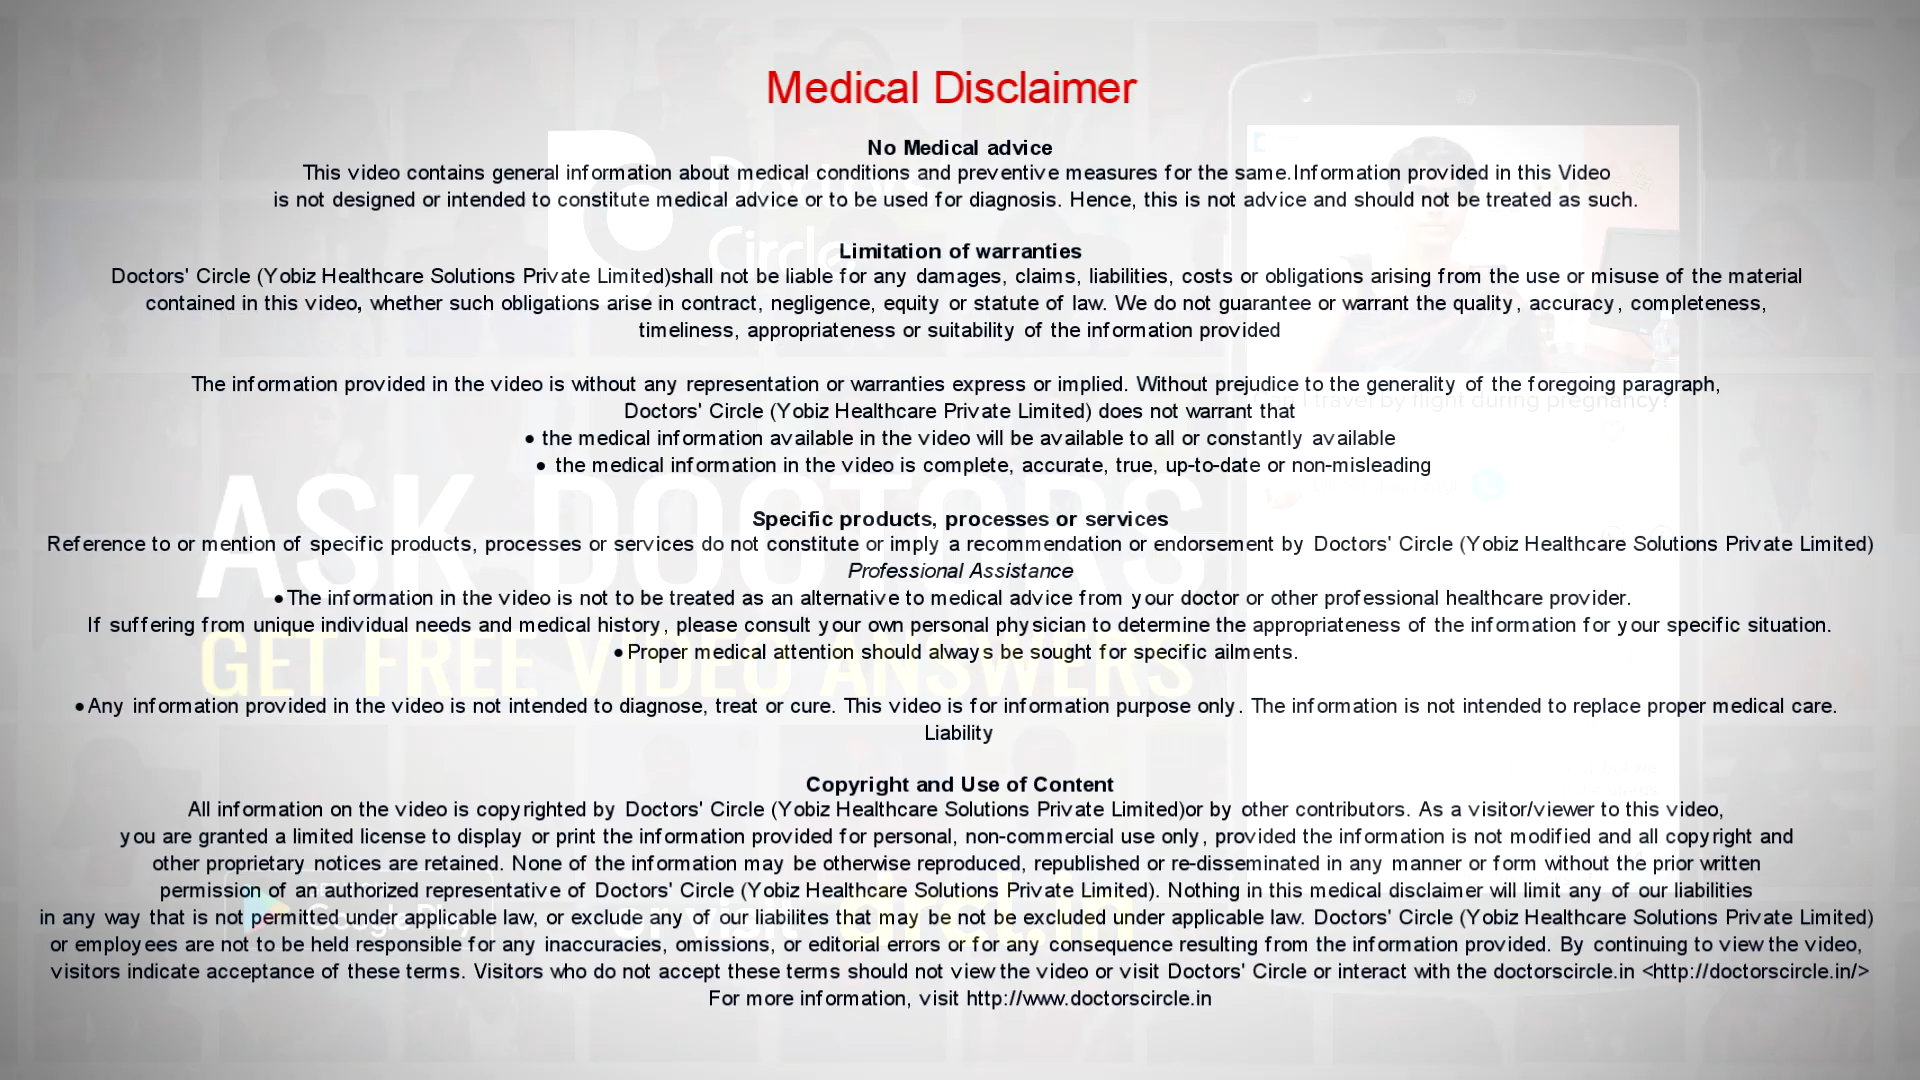 Medical Disclaimer
No Medical advice
This video contains general information about medical conditions and preventive measures for the same.Information provided in this Video
is not designed or intended to constitute medical advice or to be used for diagnosis. Hence, this is not advice and should not be treated as such.
Limitation of warranties
Doctors' Circle (Yobiz Healthcare Solutions Private Limited)shall not be liable for any damages, claims, liabilities, costs or obligations arising from the use or misuse of the material
contained in this video, whether such obligations arise in contract, negligence, equity or statute of law. We do not guarantee or warrant the quality, accuracy, completeness,
timeliness, appropriateness or suitability of the information provided
The information provided in the video is without any representation or warranties express or implied. Without prejudice to the generality of the foregoing paragraph,
Doctors' Circle (Yobiz Healthcare Private Limited) does not warrant that
• the medical information available in the video will be available to all or constantly available
• the medical information in the video is complete, accurate, true, up-to-date or non-misleading
Specific products, processes or services
Reference to or mention of specific products, processes or services do not constitute or imply a recommendation or endorsement by Doctors' Circle (Yobiz Healthcare Solutions Private Limited)
Professional Assistance
•The information in the video is not to be treated as an alternative to medical advice from your doctor or other professional healthcare provider.
If suffering from unique individual needs and medical history, please consult your own personal physician to determine the appropriateness of the information for your specific situation.
•Proper medical attention should always be sought for specific ailments.
•Any information provided in the video is not intended to diagnose, treat or cure. This video is for information purpose only. The information is not intended to replace proper medical care.
Liability
Copyright and Use of Content
All information on the video is copyrighted by Doctors' Circle (Yobiz Healthcare Solutions Private Limited)or by other contributors. As a visitor/viewer to this video,
you are granted a limited license to display or print the information provided for personal, non-commercial use only, provided the information is not modified and all copyright and
other proprietary notices are retained. None of the information may be otherwise reproduced, republished or re-disseminated in any manner or form without the prior written
permission of an authorized representative of Doctors' Circle (Yobiz Healthcare Solutions Private Limited). Nothing in this medical disclaimer will limit any of our liabilities
in any way that is not permitted under applicable law, or exclude any of our liabilites that may be not be excluded under applicable law. Doctors' Circle (Yobiz Healthcare Solutions Private Limited)
or employees are not to be held responsible for any inaccuracies, omissions, or editorial errors or for any consequence resulting from the information provided. By continuing to view the video,
visitors indicate acceptance of these terms. Visitors who do not accept these terms should not view the video or visit Doctors' Circle or interact with the doctorscircle.in <http://doctorscircle.in/>
For more information, visit http://www.doctorscircle.in
Doctors'
Circle
ASK DOCTORS
GET FREE VIDEO ANSWERS
Google Play
or visit drcl.in
Can I travel by flight during pregnancy?